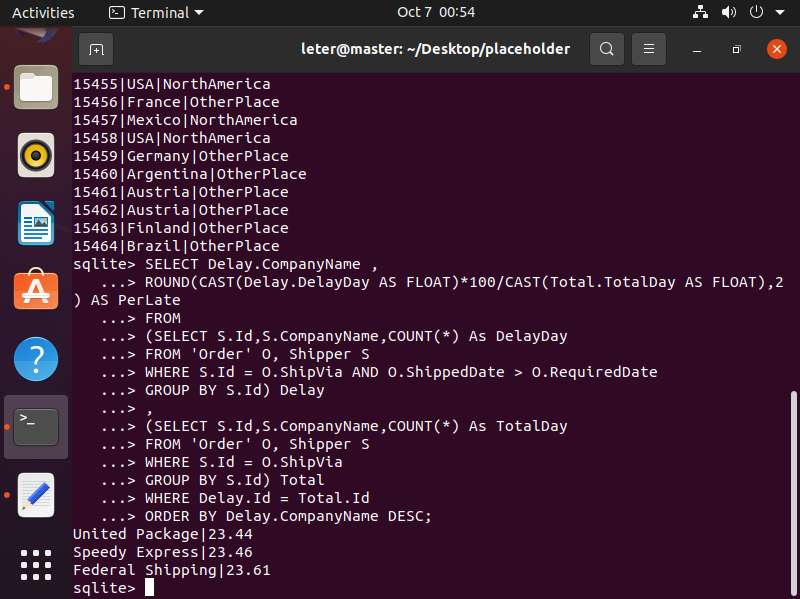 Activities
Terminal
Oct 7 00:54
leter@master: ~/Desktop/placeholder
15455|USA|NorthAmerica
15456|France|OtherPlace
15457|Mexico|NorthAmerica
15458|USA|NorthAmerica
15459|Germany|OtherPlace
15460|Argentina|OtherPlace
15461|Austria|OtherPlace
15462|Austria|OtherPlace
15463|Finland|OtherPlace
15464|Brazil|OtherPlace
sqlite> SELECT Delay.CompanyName ,
   ...> ROUND(CAST(Delay.DelayDay AS FLOAT)*100/CAST(Total.TotalDay AS FLOAT),2
) AS PerLate
   ...> FROM
   ...> (SELECT S.Id,S.CompanyName,COUNT(*) As DelayDay
   ...> FROM 'Order' O, Shipper S
   ...> WHERE S.Id = O.ShipVia AND O.ShippedDate > O.RequiredDate
   ...> GROUP BY S.Id) Delay
   ...> ,
   ...> (SELECT S.Id,S.CompanyName,COUNT(*) As TotalDay
   ...> FROM 'Order' O, Shipper S
   ...> WHERE S.Id = O.ShipVia
   ...> GROUP BY S.Id) Total
   ...> WHERE Delay.Id = Total.Id
   ...> ORDER BY Delay.CompanyName DESC;
United Package|23.44
Speedy Express|23.46
Federal Shipping|23.61
sqlite>